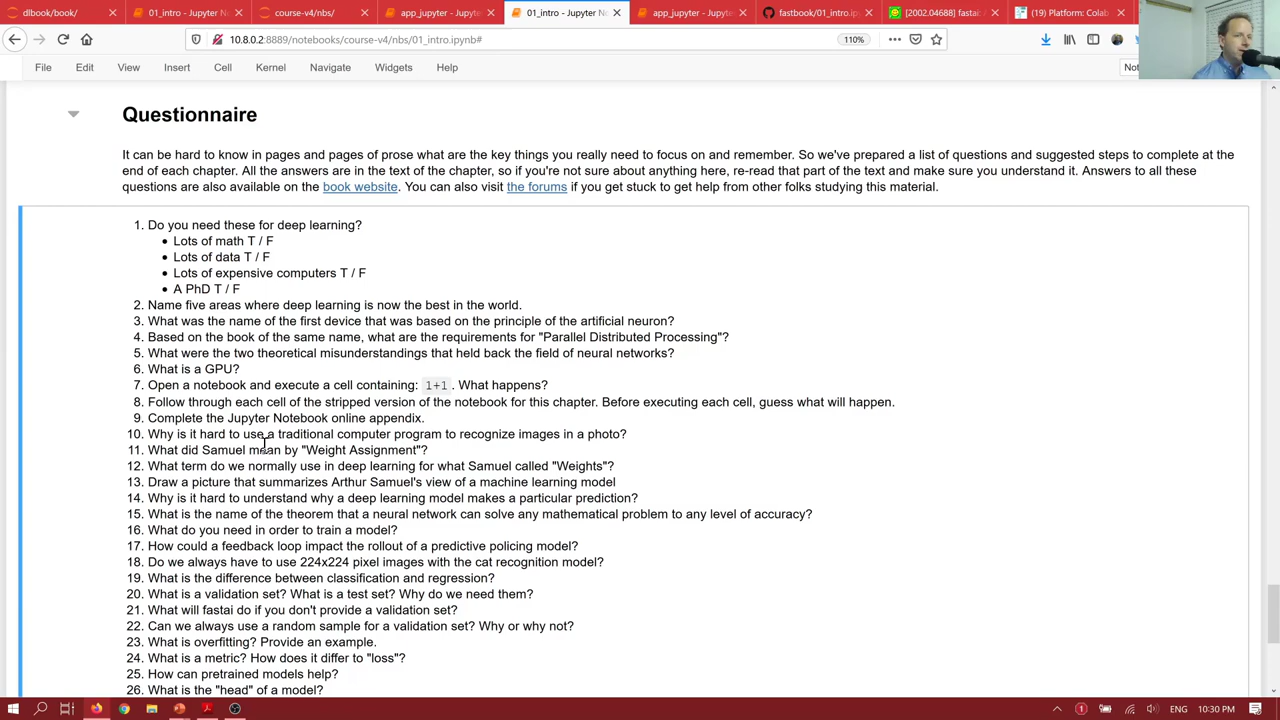 dlbook/book/
01_intro - Jupyter No
course-v4/nbs/
app_jupyter - Jupyte
01_intro - Jupyter No
app_jupyter - Jupyte
fastbook/01_intro.ip
[2002.04688] fastai: A
(19) Platform: Colab
10.8.0.2:8889/notebooks/course-v4/nbs/01_intro.ipynb#
110%
File Edit View Insert Cell Kernel Navigate Widgets Help
Questionnaire
It can be hard to know in pages and pages of prose what are the key things you really need to focus on and remember. So we've prepared a list of questions and suggested steps to complete at the
end of each chapter. All the answers are in the text of the chapter, so if you're not sure about anything here, re-read that part of the text and make sure you understand it. Answers to all these
questions are also available on the book website. You can also visit the forums if you get stuck to get help from other folks studying this material.
1. Do you need these for deep learning?
• Lots of math T / F
• Lots of data T / F
• Lots of expensive computers T / F
• A PhD T / F
2. Name five areas where deep learning is now the best in the world.
3. What was the name of the first device that was based on the principle of the artificial neuron?
4. Based on the book of the same name, what are the requirements for "Parallel Distributed Processing"?
5. What were the two theoretical misunderstandings that held back the field of neural networks?
6. What is a GPU?
7. Open a notebook and execute a cell containing: 1+1. What happens?
8. Follow through each cell of the stripped version of the notebook for this chapter. Before executing each cell, guess what will happen.
9. Complete the Jupyter Notebook online appendix.
10. Why is it hard to use a traditional computer program to recognize images in a photo?
11. What did Samuel mean by "Weight Assignment"?
12. What term do we normally use in deep learning for what Samuel called "Weights"?
13. Draw a picture that summarizes Arthur Samuel's view of a machine learning model
14. Why is it hard to understand why a deep learning model makes a particular prediction?
15. What is the name of the theorem that a neural network can solve any mathematical problem to any level of accuracy?
16. What do you need in order to train a model?
17. How could a feedback loop impact the rollout of a predictive policing model?
18. Do we always have to use 224x224 pixel images with the cat recognition model?
19. What is the difference between classification and regression?
20. What is a validation set? What is a test set? Why do we need them?
21. What will fastai do if you don't provide a validation set?
22. Can we always use a random sample for a validation set? Why or why not?
23. What is overfitting? Provide an example.
24. What is a metric? How does it differ to "loss"?
25. How can pretrained models help?
26. What is the "head" of a model?
ENG 10:30 PM